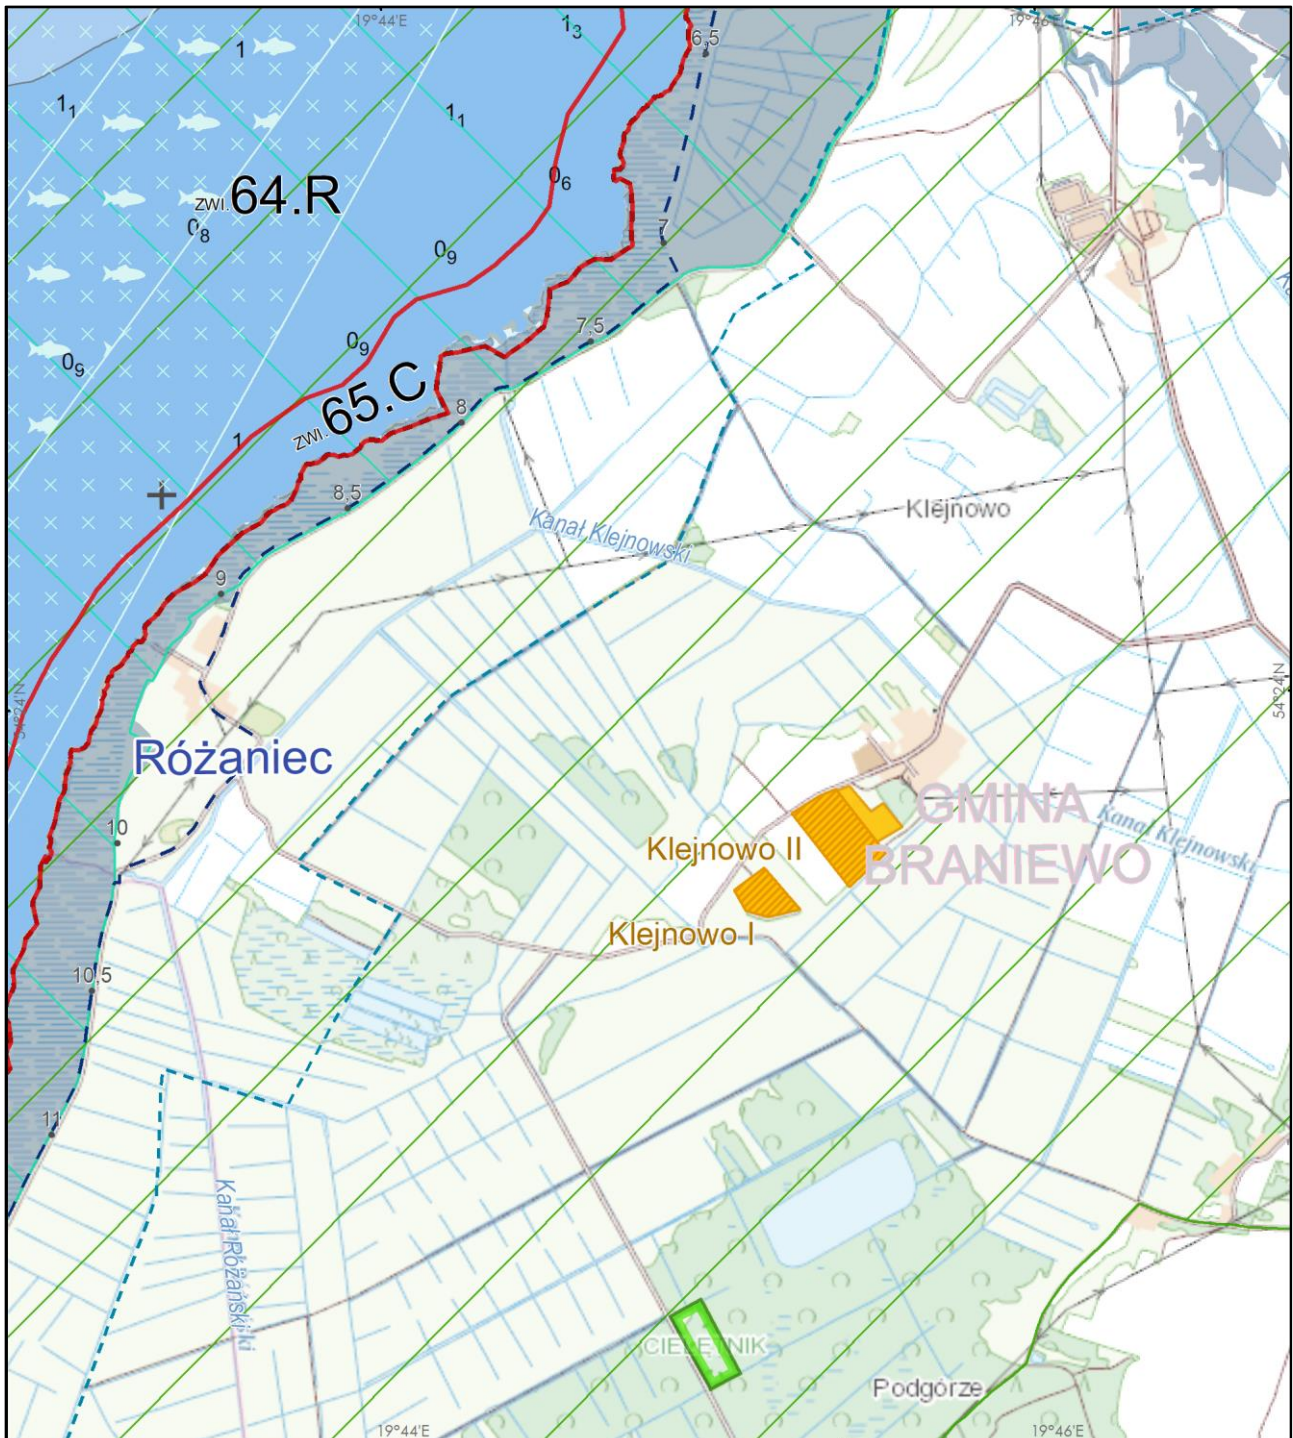 19°44'E
19°46'E
1₃
6,5
1
1₁
1₁
0₆
ZWI.64.R
0₈
7
0₉
7,5
0₉
0₉
ZWI.65.C
8
1
8,5
Klejnowo
Kanał Klejnowski
9
54°24'N
54°24'N
Różaniec
GMINA
BRANIEWO
Kanał Klejnowski
10
Klejnowo II
Klejnowo I
10,5
11
Kanał Różański
CIELĘTNIK
Podgórze
19°44'E
19°46'E